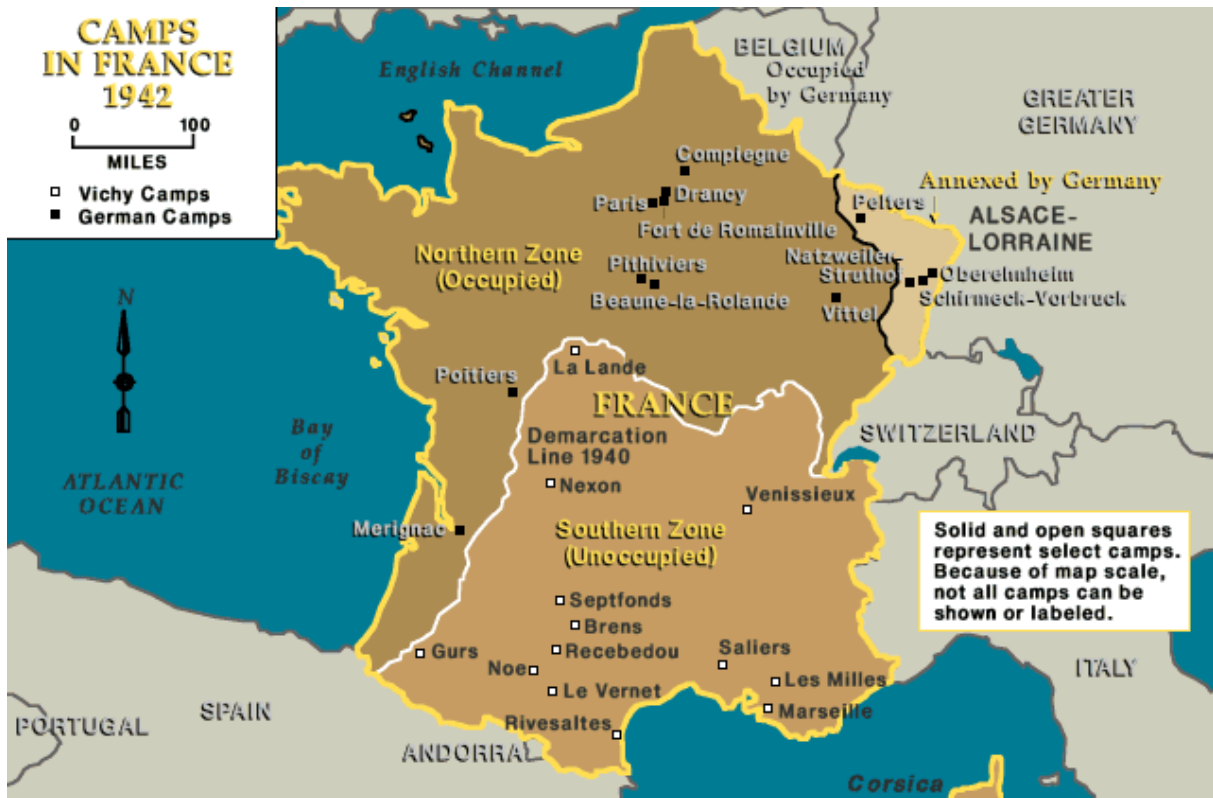 CAMPS
IN FRANCE
1942
0 100
MILES
Vichy Camps
German Camps
English Channel
BELGIUM
Occupied
by Germany
GREATER
GERMANY
Compiegne
Drancy
Paris
Fort de Romainville
Annexed by Germany
Pelters
ALSACE-
LORRAINE
Northern Zone
(Occupied)
Pithiviers
Beaune-la-Rolande
Natzweiler-
Struthof
Oberehnheim
Schirmeck-Vorbruck
Vittel
N
La Lande
Poitiers
FRANCE
Demarcation
Line 1940
SWITZERLAND
Bay
of
Biscay
ATLANTIC
OCEAN
Nexon
Venissieux
Merignac
Southern Zone
(Unoccupied)
Solid and open squares
represent select camps.
Because of map scale,
not all camps can be
shown or labeled.
Septfonds
Brens
Gurs
Recebedou
Noe
Saliers
Le Vernet
Les Milles
Marseille
Rivesaltes
ITALY
PORTUGAL
SPAIN
ANDORRA
Corsica